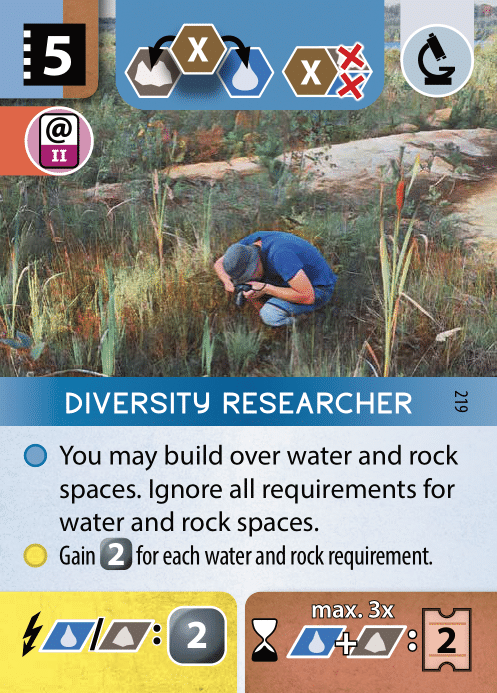 5
X
X
@
II
DIVERSITY RESEARCHER
219
You may build over water and rock
spaces. Ignore all requirements for
water and rock spaces.
Gain 2 for each water and rock requirement.
/ : 2
max. 3x
+ : 2